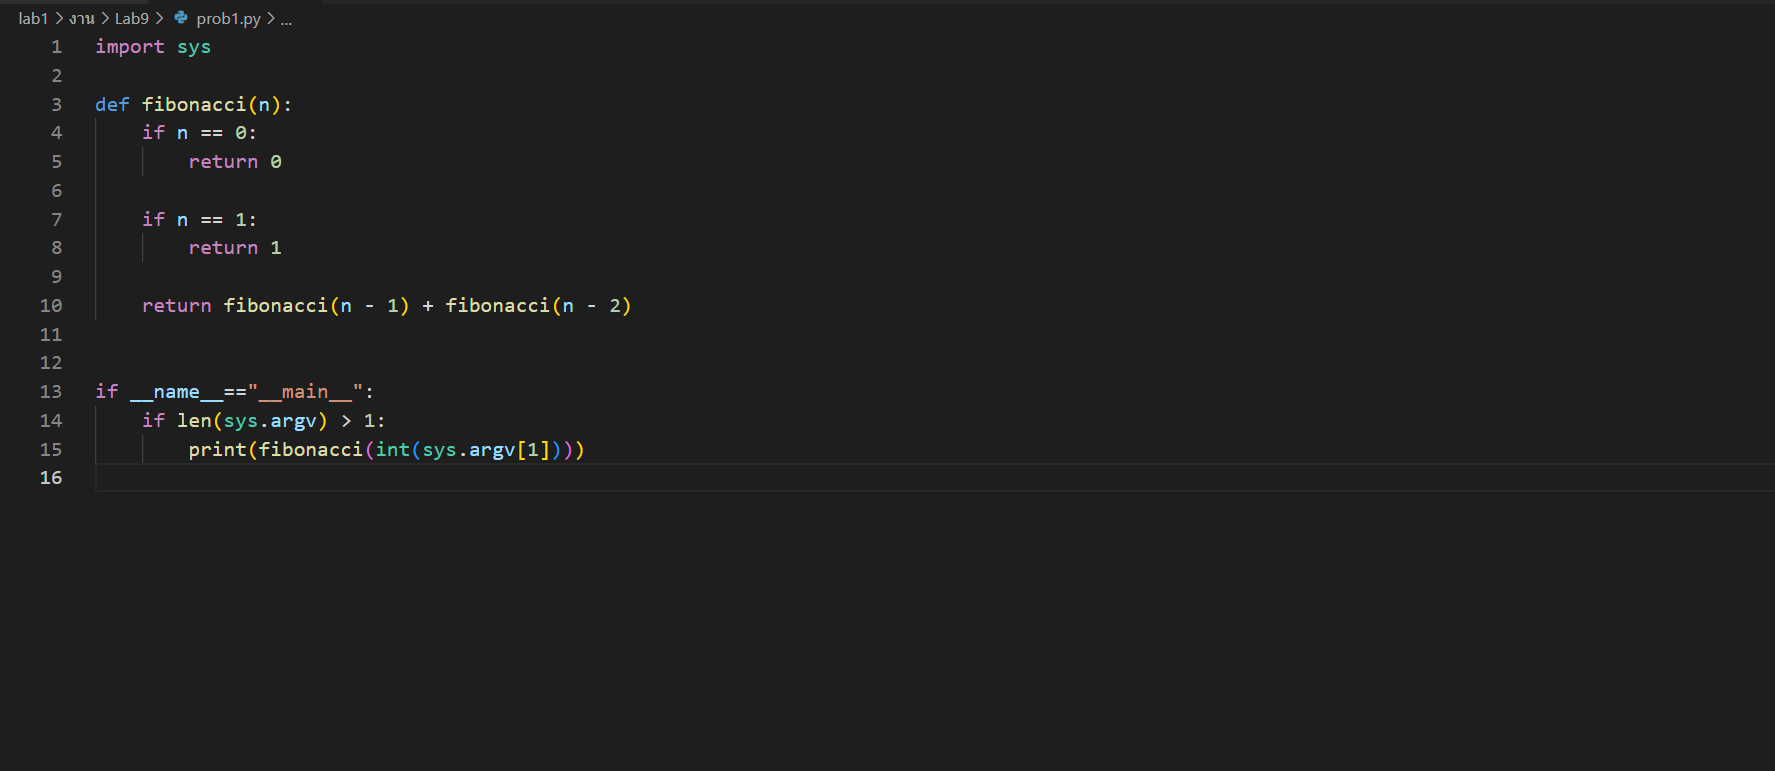 lab1 > งาน > Lab9 > prob1.py > ...
1 import sys
2
3 def fibonacci(n):
4     if n == 0:
5         return 0
6
7     if n == 1:
8         return 1
9
10     return fibonacci(n - 1) + fibonacci(n - 2)
11
12
13 if __name__=="__main__":
14     if len(sys.argv) > 1:
15         print(fibonacci(int(sys.argv[1])))
16